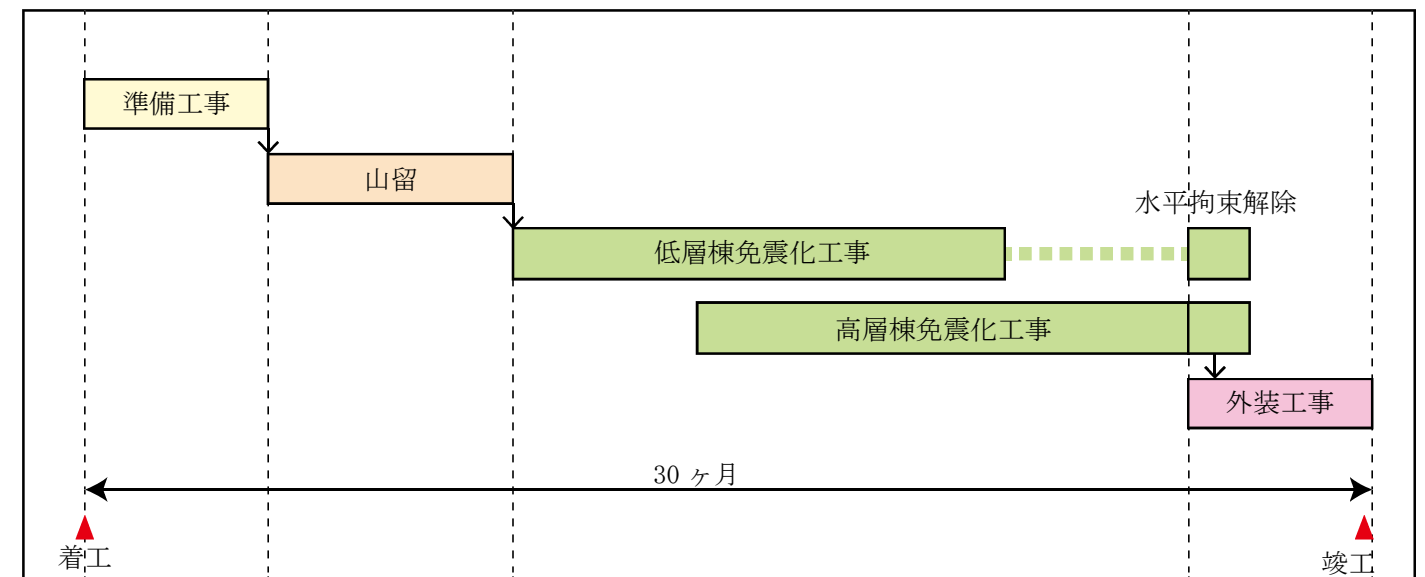 準備工事
山留
水平拘束解除
低層棟免震化工事
高層棟免震化工事
外装工事
30 ヶ月
着工
竣工